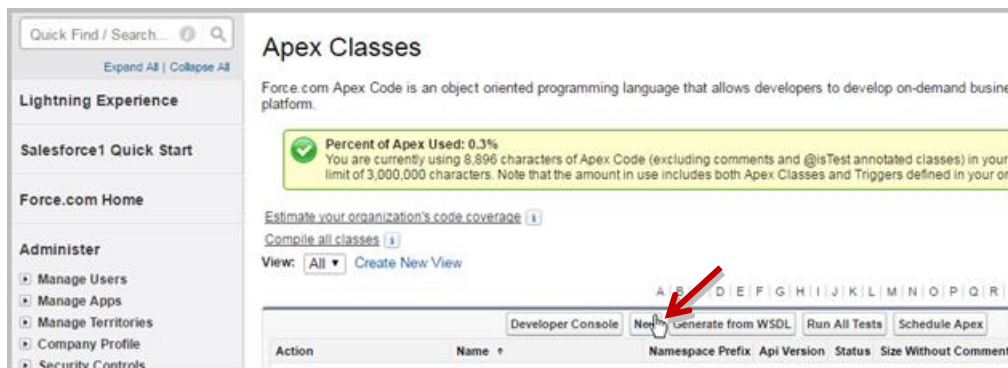 Quick Find / Search...
Expand All | Collapse All
Lightning Experience
Salesforce1 Quick Start
Force.com Home
Administer
Manage Users
Manage Apps
Manage Territories
Company Profile
Security Controls
Apex Classes
Force.com Apex Code is an object oriented programming language that allows developers to develop on-demand busine
platform.
Percent of Apex Used: 0.3%
You are currently using 8,896 characters of Apex Code (excluding comments and @isTest annotated classes) in your
limit of 3,000,000 characters. Note that the amount in use includes both Apex Classes and Triggers defined in your or
Estimate your organization's code coverage i
Compile all classes i
View: All Create New View
A | B | D | E | F | G | H | I | J | K | L | M | N | O | P | Q | R |
Developer Console Generate from WSDL Run All Tests Schedule Apex
Action Name ↑ Namespace Prefix Api Version Status Size Without Comment